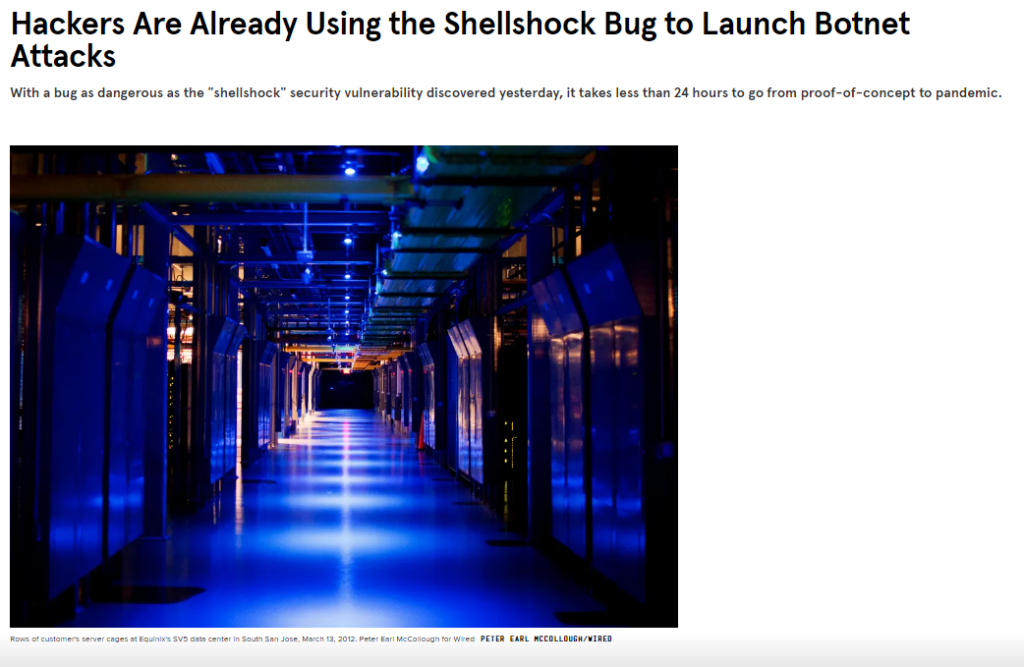 Hackers Are Already Using the Shellshock Bug to Launch Botnet
Attacks
With a bug as dangerous as the "shellshock" security vulnerability discovered yesterday, it takes less than 24 hours to go from proof-of-concept to pandemic.
Rows of customer's server cages at Equinix's SV5 data center in South San Jose, March 13, 2012. Peter Earl McCollough for Wired PETER EARL MCCOLLOUGH/WIRED